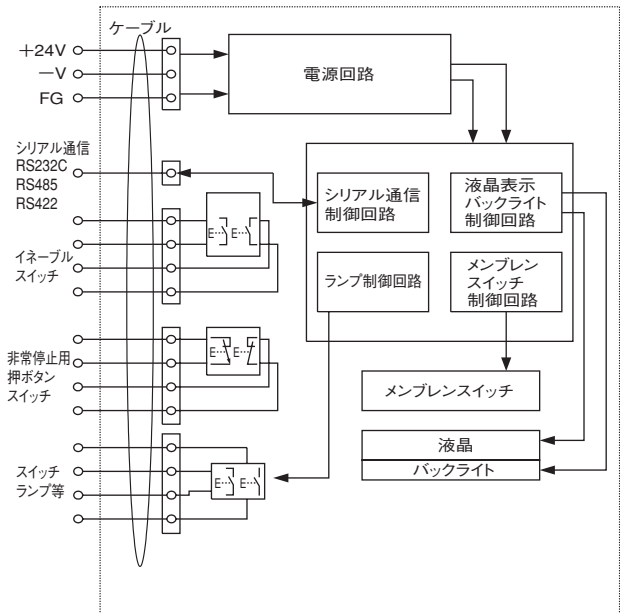 ケーブル
＋24V
－V
FG
電源回路
シリアル通信
RS232C
RS485
RS422
シリアル通信
制御回路
液晶表示
バックライト
制御回路
イネーブル
スイッチ
E
E
ランプ制御回路
メンブレン
スイッチ
制御回路
非常停止用
押ボタン
スイッチ
E
E
メンブレンスイッチ
液晶
バックライト
スイッチ
ランプ等
E
E